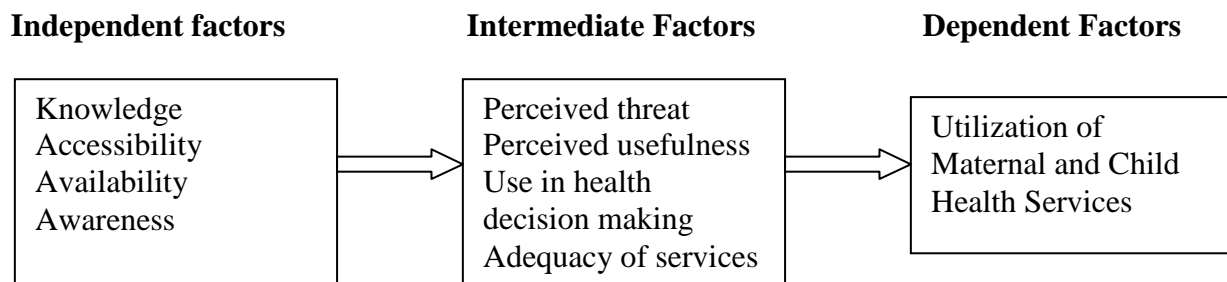 Independent factors
Intermediate Factors
Dependent Factors
Knowledge
Accessibility
Availability
Awareness
Perceived threat
Perceived usefulness
Use in health
decision making
Adequacy of services
Utilization of
Maternal and Child
Health Services